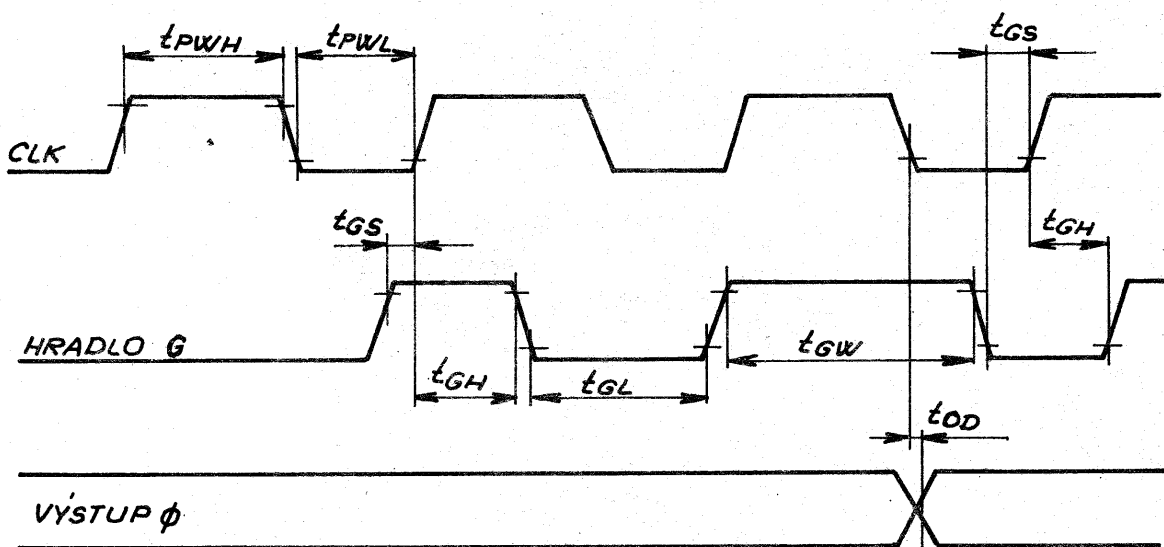 tPWH tPWL tGS
CLK
tGS tGH
HRADLO G
tGH tGL tGW
tOD
VÝSTUP ϕ